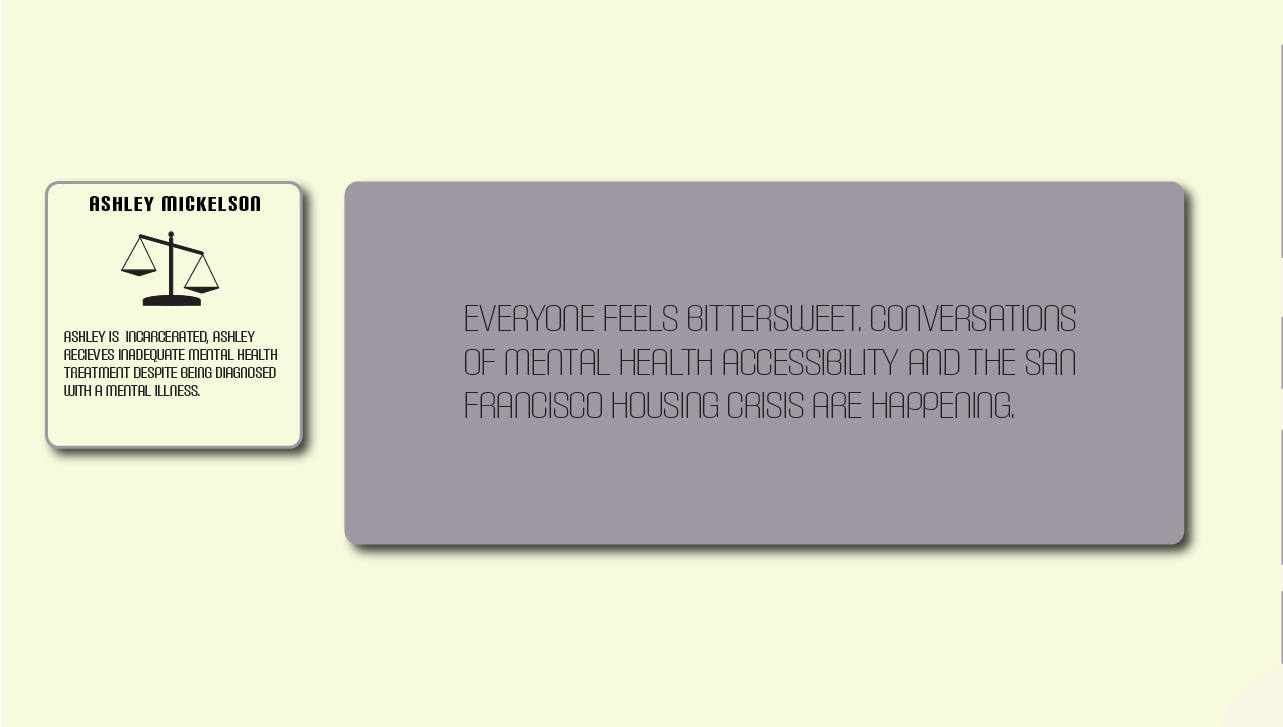 ASHLEY MICKELSON
ASHLEY IS  INCARCERATED, ASHLEY
RECIEVES INADEQUATE MENTAL HEALTH
TREATMENT DESPITE BEING DIAGNOSED
WITH A MENTAL ILLNESS.
EVERYONE FEELS BITTERSWEET. CONVERSATIONS
OF MENTAL HEALTH ACCESSIBILITY AND THE SAN
FRANCISCO HOUSING CRISIS ARE HAPPENING.